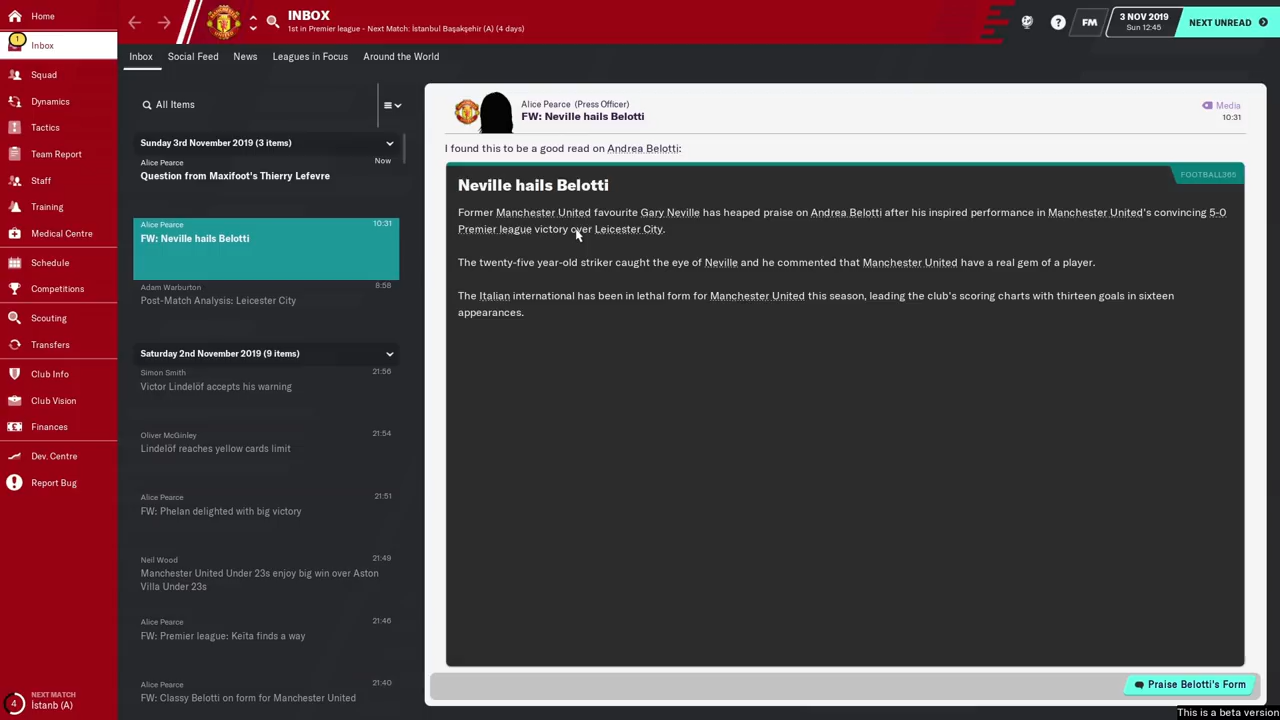 Home
1
Inbox
Squad
Dynamics
Tactics
Team Report
Staff
Training
Medical Centre
Schedule
Competitions
Scouting
Transfers
Club Info
Club Vision
Finances
Dev. Centre
Report Bug
4
NEXT MATCH
İstanb (A)
INBOX
1st in Premier league - Next Match: İstanbul Başakşehir (A) (4 days)
?
FM
3 NOV 2019
Sun 12:45
NEXT UNREAD
Inbox
Social Feed
News
Leagues in Focus
Around the World
All Items
Sunday 3rd November 2019 (3 items)
Alice Pearce
Now
Question from Maxifoot's Thierry Lefevre
Alice Pearce
10:31
FW: Neville hails Belotti
Adam Warburton
8:58
Post-Match Analysis: Leicester City
Saturday 2nd November 2019 (9 items)
Simon Smith
21:56
Victor Lindelöf accepts his warning
Oliver McGinley
21:54
Lindelöf reaches yellow cards limit
Alice Pearce
21:51
FW: Phelan delighted with big victory
Neil Wood
21:49
Manchester United Under 23s enjoy big win over Aston
Villa Under 23s
Alice Pearce
21:46
FW: Premier league: Keïta finds a way
Alice Pearce
21:40
FW: Classy Belotti on form for Manchester United
Alice Pearce (Press Officer)
FW: Neville hails Belotti
Media
10:31
I found this to be a good read on Andrea Belotti:
FOOTBALL365
Neville hails Belotti
Former Manchester United favourite Gary Neville has heaped praise on Andrea Belotti after his inspired performance in Manchester United's convincing 5-0
Premier league victory over Leicester City.
The twenty-five year-old striker caught the eye of Neville and he commented that Manchester United have a real gem of a player.
The Italian international has been in lethal form for Manchester United this season, leading the club's scoring charts with thirteen goals in sixteen
appearances.
Praise Belotti's Form
This is a beta version